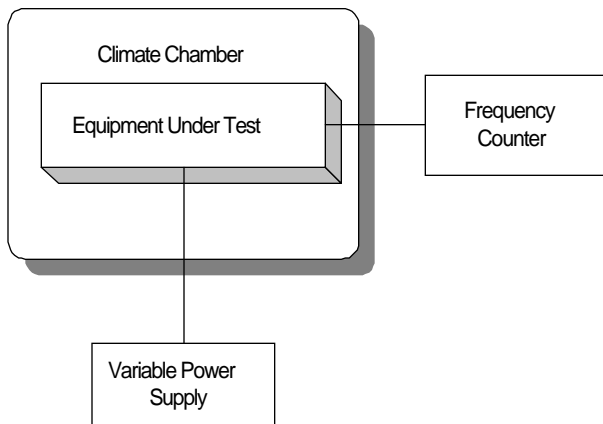 Climate Chamber
Equipment Under Test
Frequency
Counter
Variable Power
Supply